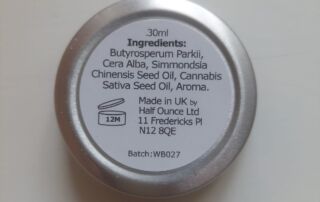 30ml
Ingredients:
Butyrosperum Parkii,
Cera Alba, Simmondsia
Chinensis Seed Oil, Cannabis
Sativa Seed Oil, Aroma.
Made in UK by
Half Ounce Ltd
12M
11 Fredericks Pl
N12 8QE
Batch:WB027